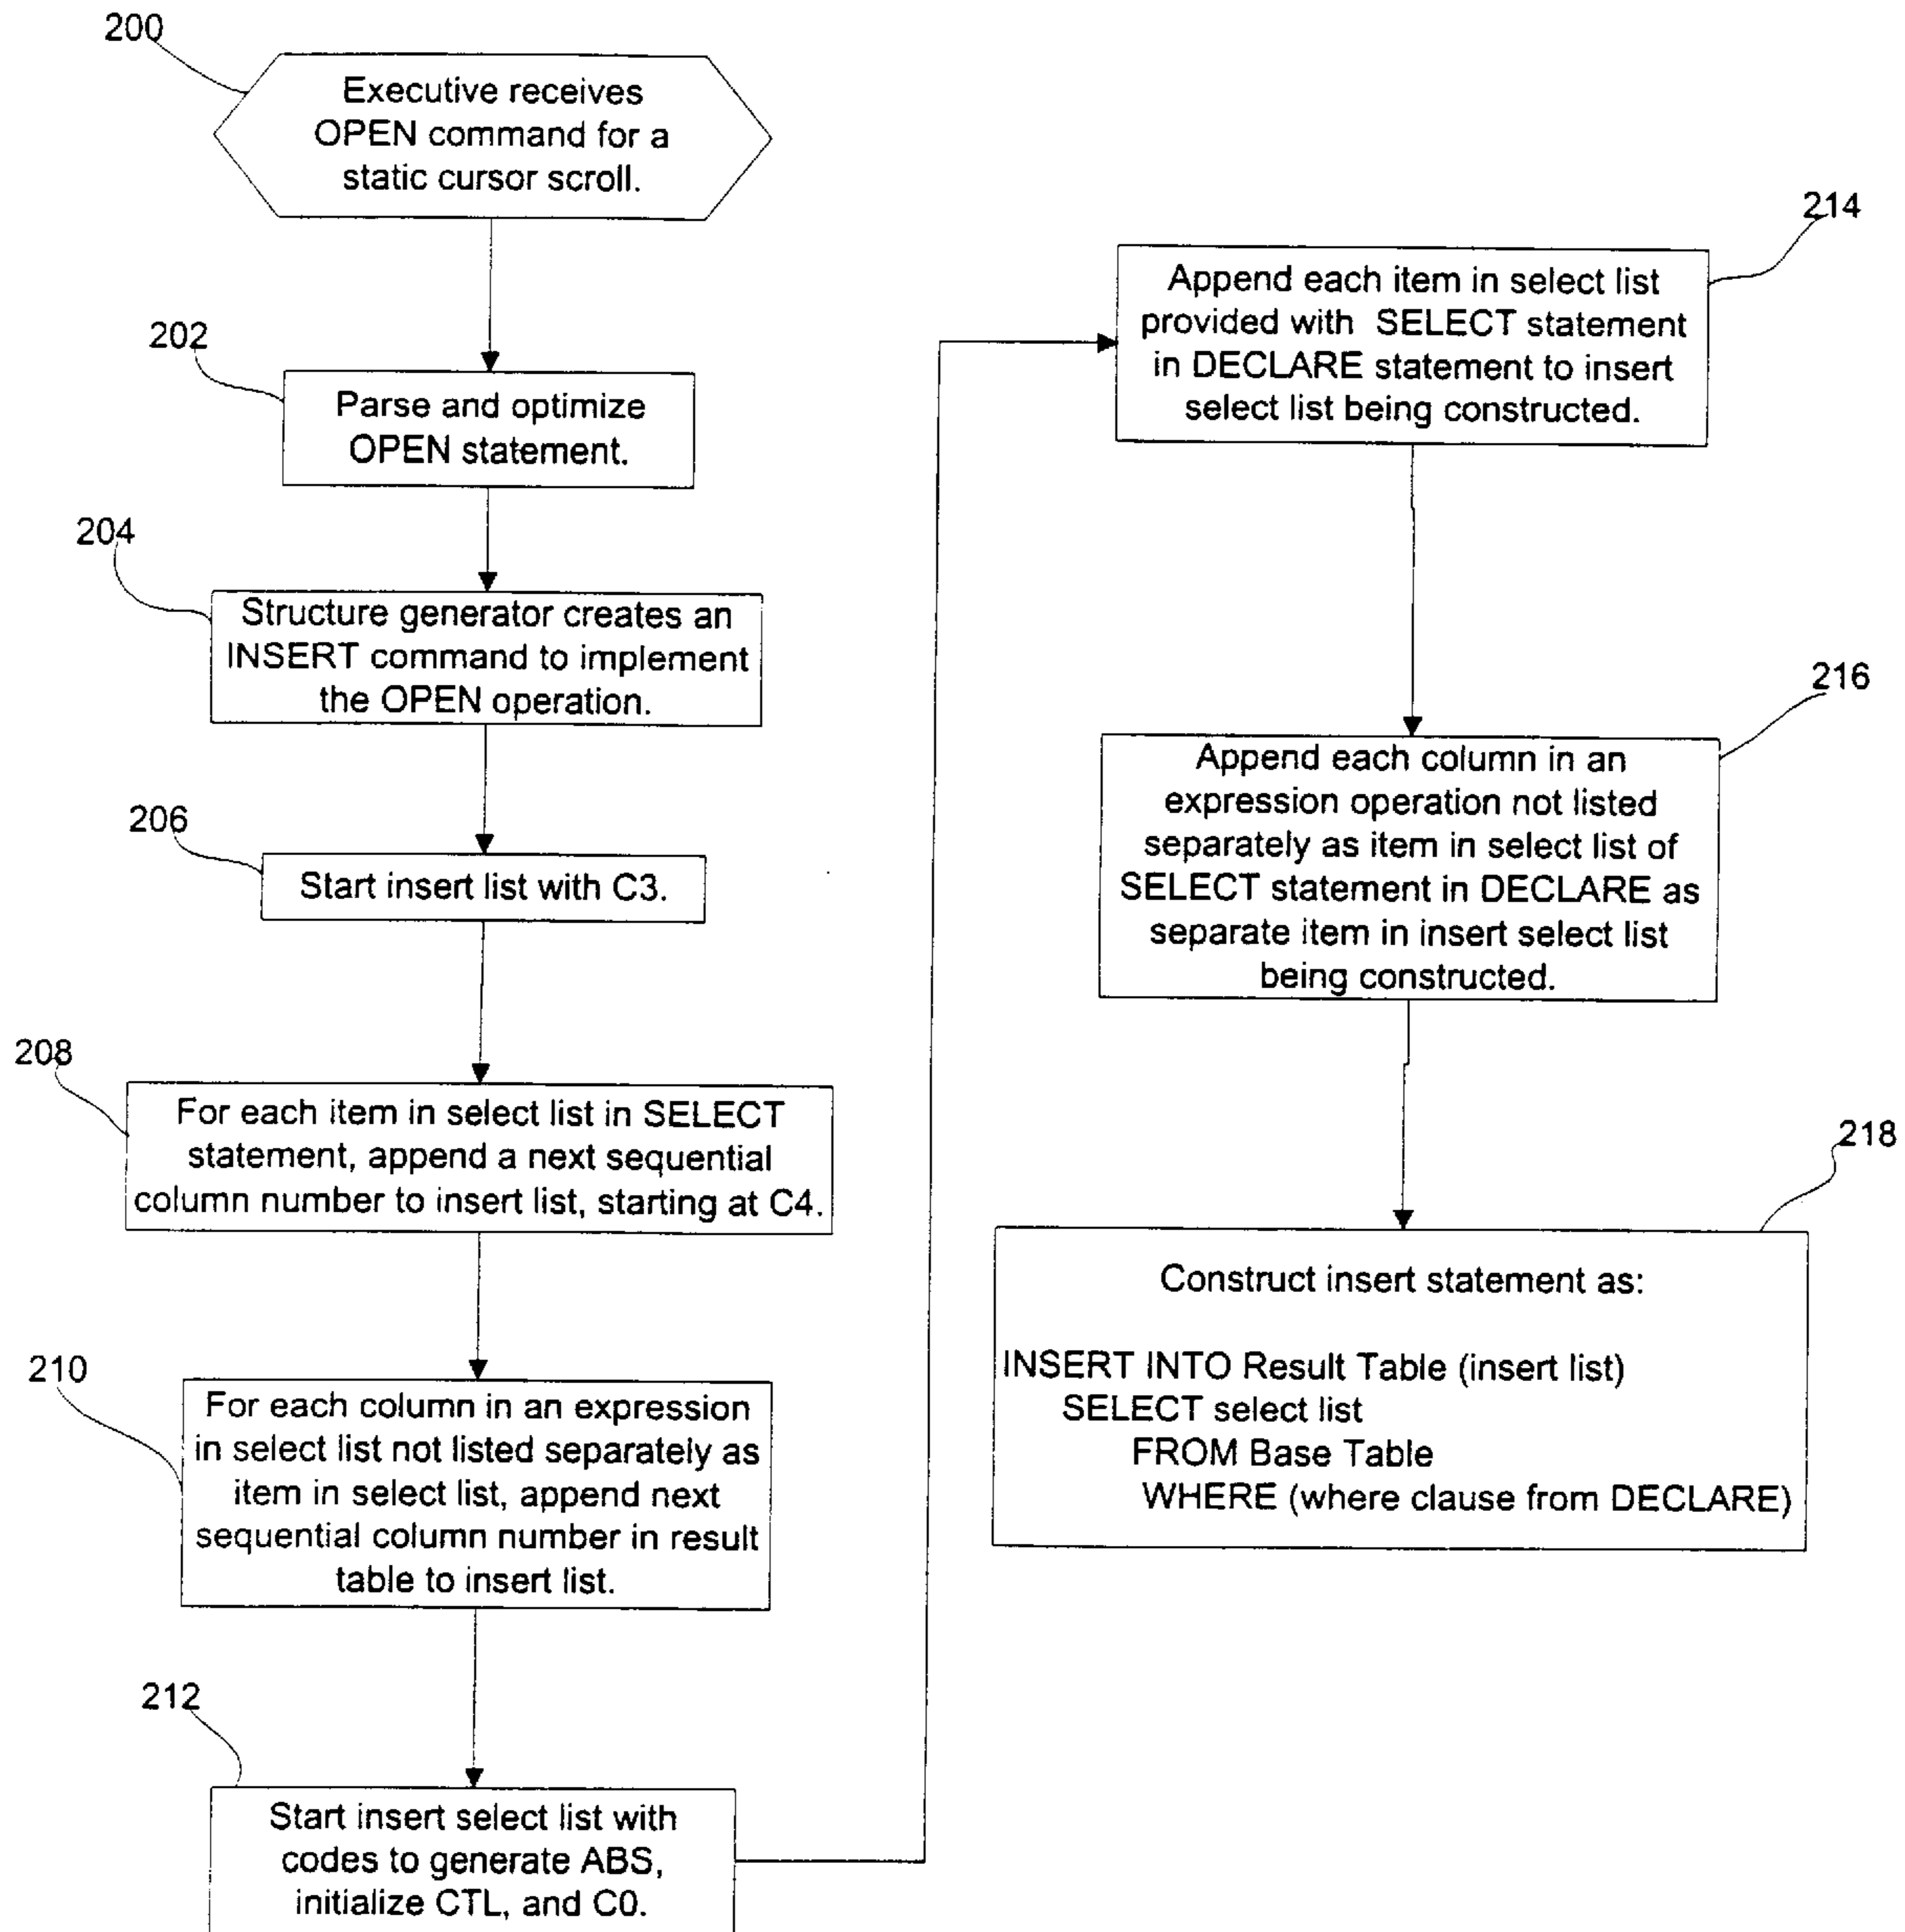 200
Executive receives
OPEN command for a
static cursor scroll.
202
Parse and optimize
OPEN statement.
204
Structure generator creates an
INSERT command to implement
the OPEN operation.
206
Start insert list with C3.
208
For each item in select list in SELECT
statement, append a next sequential
column number to insert list, starting at C4.
210
For each column in an expression
in select list not listed separately as
item in select list, append next
sequential column number in result
table to insert list.
212
Start insert select list with
codes to generate ABS,
initialize CTL, and C0.
214
Append each item in select list
provided with SELECT statement
in DECLARE statement to insert
select list being constructed.
216
Append each column in an
expression operation not listed
separately as item in select list of
SELECT statement in DECLARE as
separate item in insert select list
being constructed.
218
Construct insert statement as:
INSERT INTO Result Table (insert list)
SELECT select list
FROM Base Table
WHERE (where clause from DECLARE)